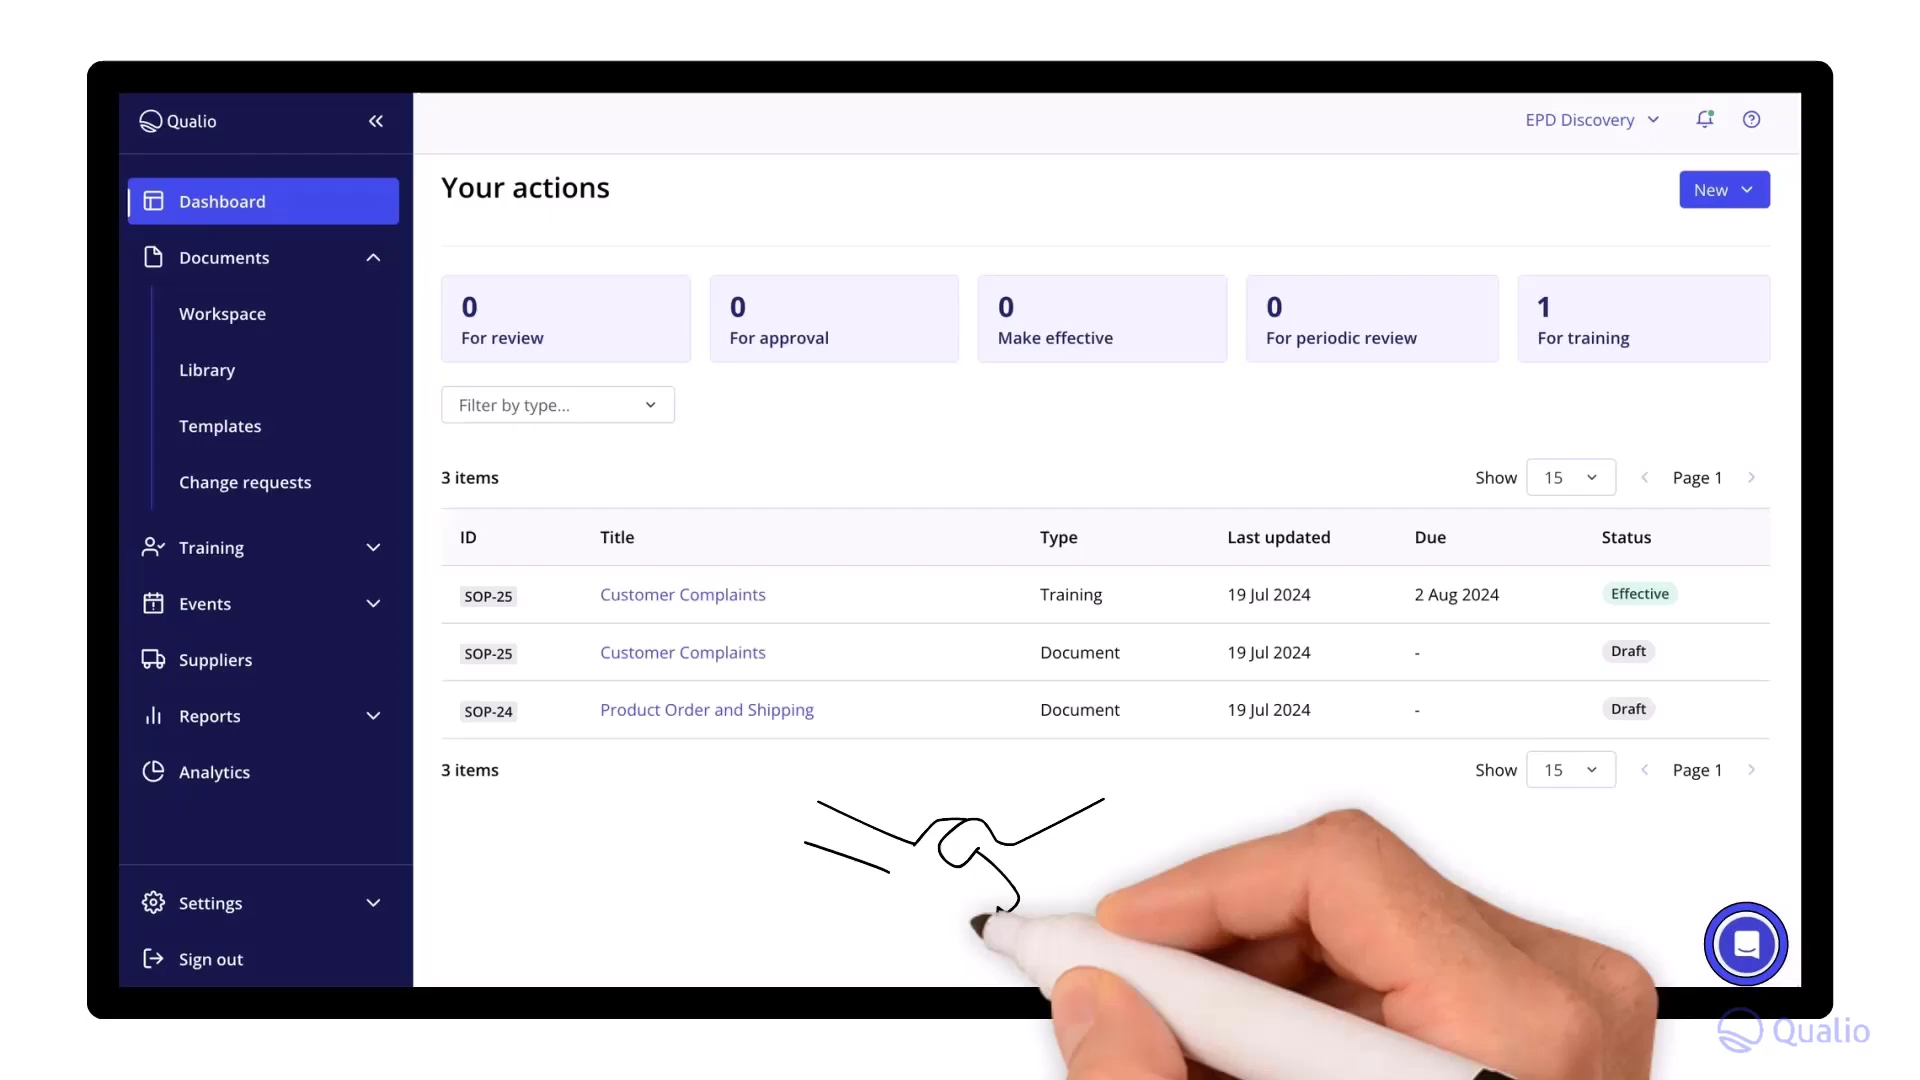 Qualio
EPD Discovery
Dashboard
Your actions
New
Documents
Workspace
Library
Templates
Change requests
Training
Events
Suppliers
Reports
Analytics
Settings
Sign out
0
For review
0
For approval
0
Make effective
0
For periodic review
1
For training
Filter by type...
3 items
Show 15 Page 1
ID Title Type Last updated Due Status
SOP-25 Customer Complaints Training 19 Jul 2024 2 Aug 2024 Effective
SOP-25 Customer Complaints Document 19 Jul 2024 - Draft
SOP-24 Product Order and Shipping Document 19 Jul 2024 - Draft
3 items
Show 15 Page 1
Qualio